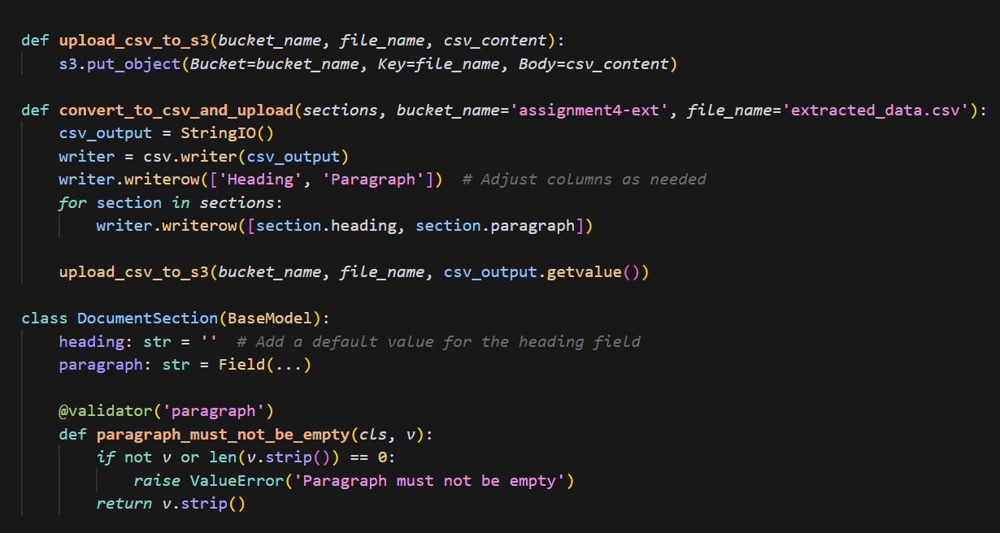 def upload_csv_to_s3(bucket_name, file_name, csv_content):
    s3.put_object(Bucket=bucket_name, Key=file_name, Body=csv_content)

def convert_to_csv_and_upload(sections, bucket_name='assignment4-ext', file_name='extracted_data.csv'):
    csv_output = StringIO()
    writer = csv.writer(csv_output)
    writer.writerow(['Heading', 'Paragraph'])  # Adjust columns as needed
    for section in sections:
        writer.writerow([section.heading, section.paragraph])

    upload_csv_to_s3(bucket_name, file_name, csv_output.getvalue())

class DocumentSection(BaseModel):
    heading: str = ''  # Add a default value for the heading field
    paragraph: str = Field(...)

    @validator('paragraph')
    def paragraph_must_not_be_empty(cls, v):
        if not v or len(v.strip()) == 0:
            raise ValueError('Paragraph must not be empty')
        return v.strip()